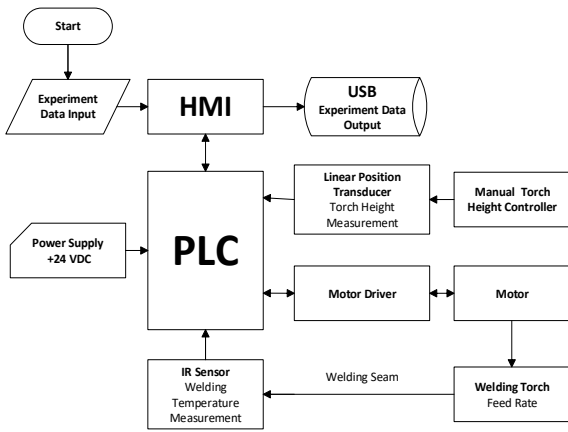 Start
Experiment
Data Input
HMI
USB
Experiment Data
Output
Linear Position
Transducer
Torch Height
Measurement
Manual Torch
Height Controller
Power Supply
+24 VDC
PLC
Motor Driver
Motor
IR Sensor
Welding
Temperature
Measurement
Welding Seam
Welding Torch
Feed Rate